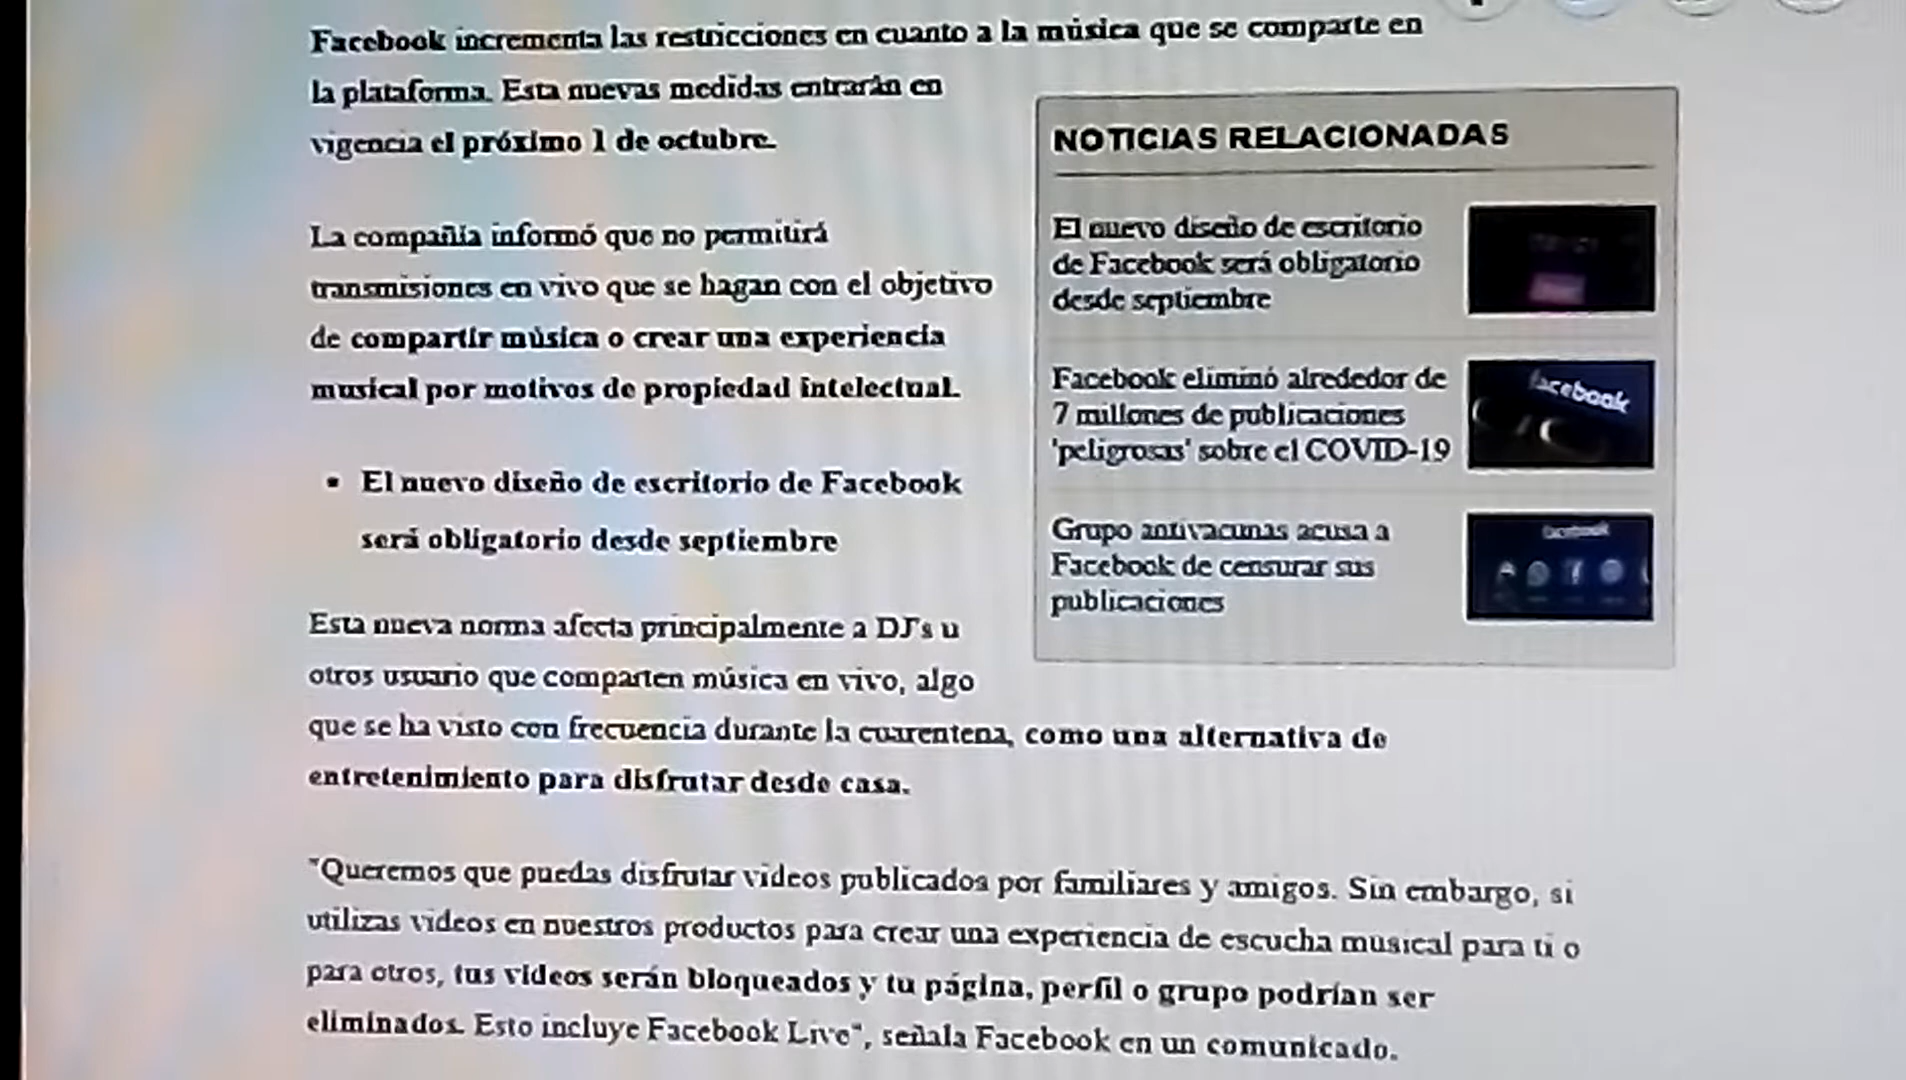 Facebook incrementa las restricciones en cuanto a la música que se comparte en
la plataforma. Esta nuevas medidas entrarán en
vigencia el próximo 1 de octubre.
La compañía informó que no permitirá
transmisiones en vivo que se hagan con el objetivo
de compartir música o crear una experiencia
musical por motivos de propiedad intelectual.
• El nuevo diseño de escritorio de Facebook
será obligatorio desde septiembre
Esta nueva norma afecta principalmente a DJ's u
otros usuario que comparten música en vivo, algo
que se ha visto con frecuencia durante la cuarentena, como una alternativa de
entretenimiento para disfrutar desde casa.
"Queremos que puedas disfrutar videos publicados por familiares y amigos. Sin embargo, si
utilizas videos en nuestros productos para crear una experiencia de escucha musical para ti o
para otros, tus videos serán bloqueados y tu página, perfil o grupo podrían ser
eliminados. Esto incluye Facebook Live", señala Facebook en un comunicado.
NOTICIAS RELACIONADAS
El nuevo diseño de escritorio
de Facebook será obligatorio
desde septiembre
Facebook eliminó alrededor de
7 millones de publicaciones
'peligrosas' sobre el COVID-19
facebook
Grupo antivacunas acusa a
Facebook de censurar sus
publicaciones
facebook